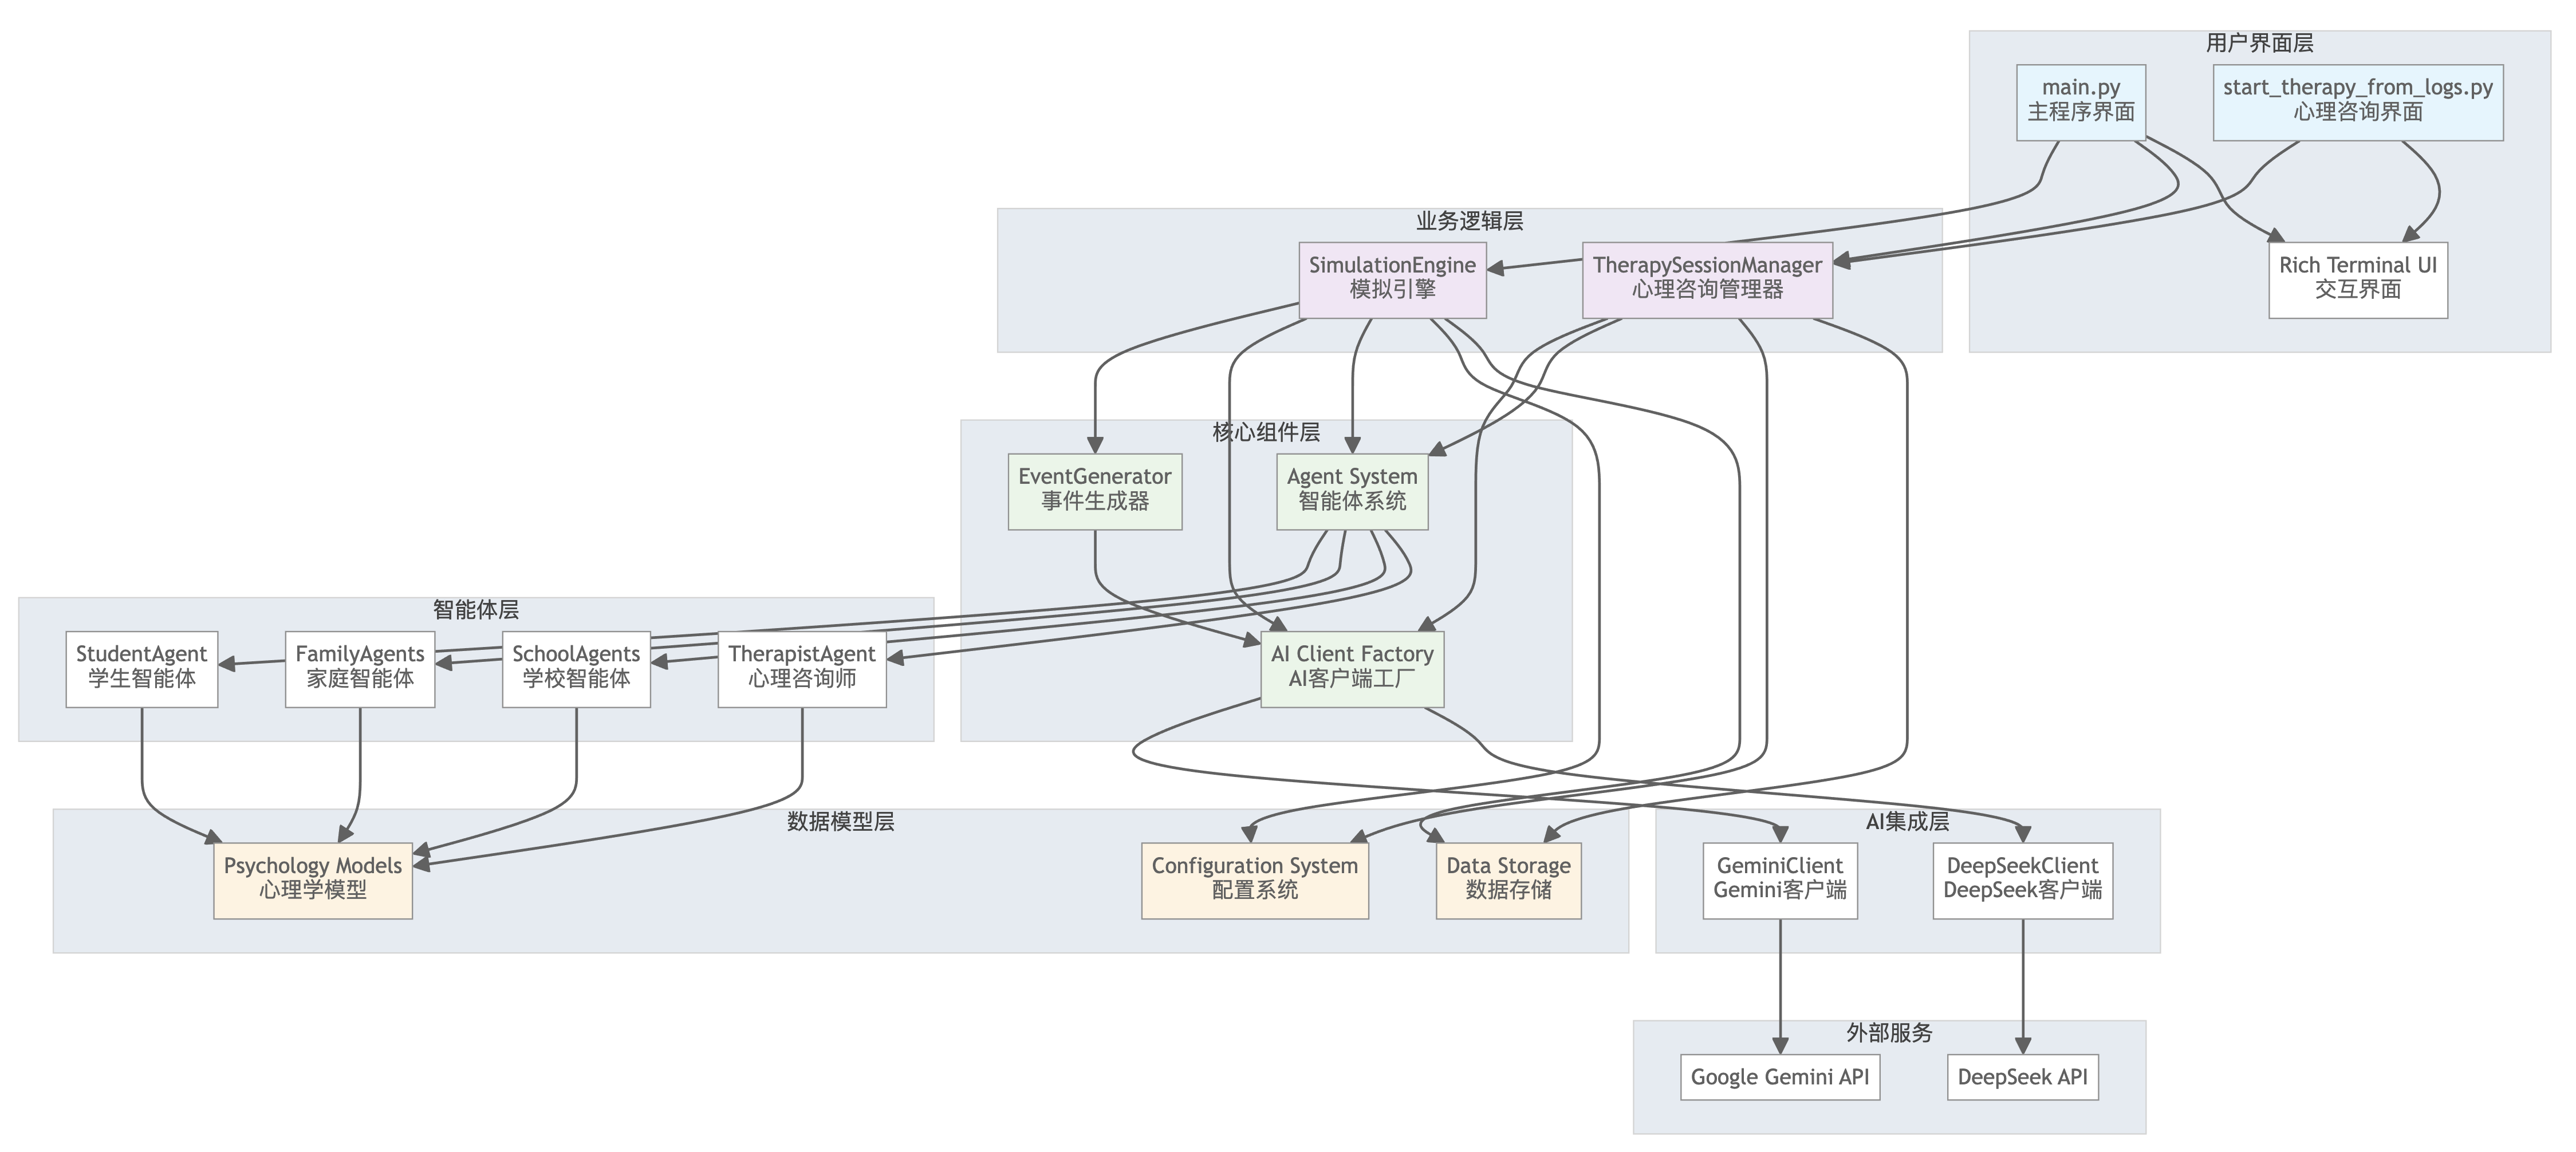 用户界面层
main.py
主程序界面
start_therapy_from_logs.py
心理咨询界面
Rich Terminal UI
交互界面
业务逻辑层
SimulationEngine
模拟引擎
TherapySessionManager
心理咨询管理器
核心组件层
EventGenerator
事件生成器
Agent System
智能体系统
AI Client Factory
AI客户端工厂
智能体层
StudentAgent
学生智能体
FamilyAgents
家庭智能体
SchoolAgents
学校智能体
TherapistAgent
心理咨询师
数据模型层
Psychology Models
心理学模型
Configuration System
配置系统
Data Storage
数据存储
AI集成层
GeminiClient
Gemini客户端
DeepSeekClient
DeepSeek客户端
外部服务
Google Gemini API
DeepSeek API